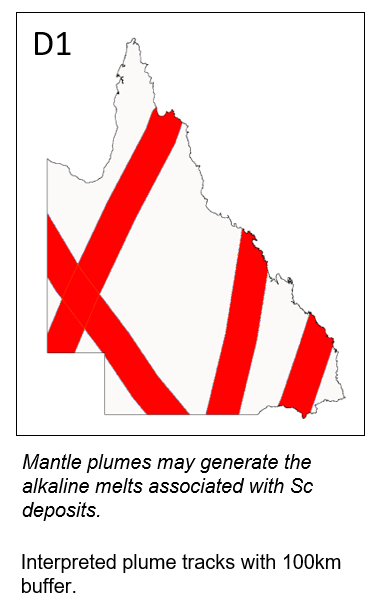 D1
Mantle plumes may generate the
alkaline melts associated with Sc
deposits.
Interpreted plume tracks with 100km
buffer.